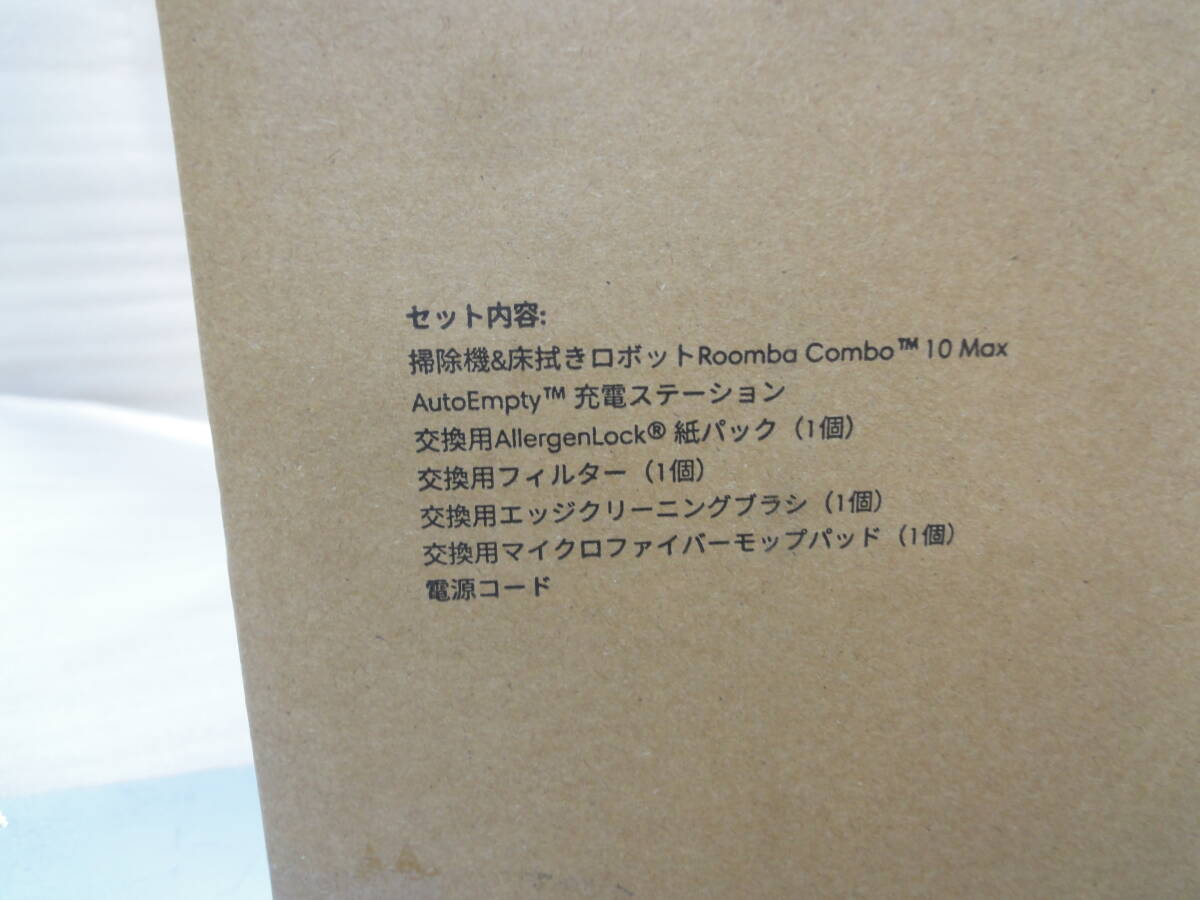 セット内容:
掃除機&床拭きロボットRoomba Combo™ 10 Max
AutoEmpty™ 充電ステーション
交換用AllergenLock® 紙パック（1個）
交換用フィルター（1個）
交換用エッジクリーニングブラシ（1個）
交換用マイクロファイバーモップパッド（1個）
電源コード